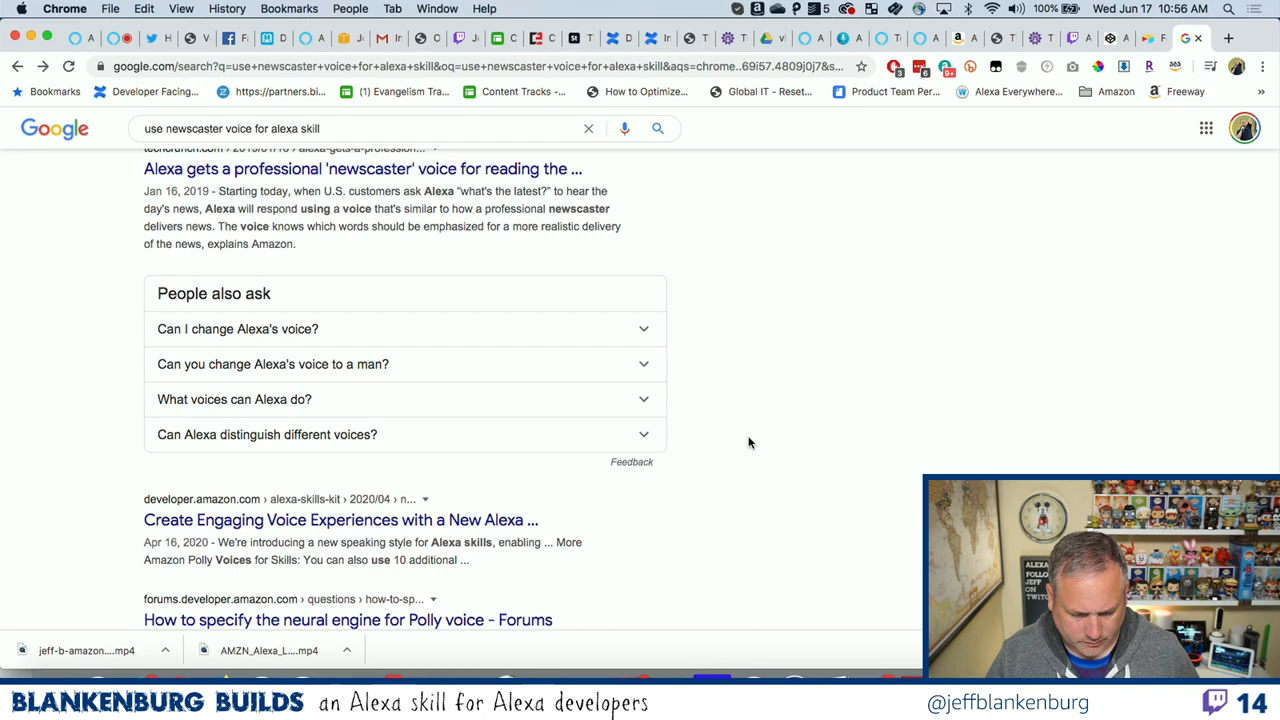 Chrome File Edit View History Bookmarks People Tab Window Help 5 100% Wed Jun 17 10:56 AM
google.com/search?q=use+newscaster+voice+for+alexa+skill&oq=use+newscaster+voice+for+alexa+skill&aqs=chrome..69i57.4809j0j7&s...
Bookmarks Developer Facing... https://partners.bi... (1) Evangelism Tra... Content Tracks -... How to Optimize... Global IT - Reset... Product Team Per... Alexa Everywhere... Amazon Freeway »
Google use newscaster voice for alexa skill
Alexa gets a professional 'newscaster' voice for reading the ...
Jan 16, 2019 - Starting today, when U.S. customers ask Alexa "what's the latest?" to hear the
day's news, Alexa will respond using a voice that's similar to how a professional newscaster
delivers news. The voice knows which words should be emphasized for a more realistic delivery
of the news, explains Amazon.
People also ask
Can I change Alexa's voice?
Can you change Alexa's voice to a man?
What voices can Alexa do?
Can Alexa distinguish different voices?
Feedback
developer.amazon.com › alexa-skills-kit › 2020/04 › n...
Create Engaging Voice Experiences with a New Alexa ...
Apr 16, 2020 - We're introducing a new speaking style for Alexa skills, enabling ... More
Amazon Polly Voices for Skills: You can also use 10 additional ...
forums.developer.amazon.com › questions › how-to-sp...
How to specify the neural engine for Polly voice - Forums
jeff-b-amazon....mp4 AMZN_Alexa_L....mp4
ALEXA
FOLLO
JEFF
ON
BLANKENBURG BUILDS an Alexa skill for Alexa developers @jeffblankenburg 14